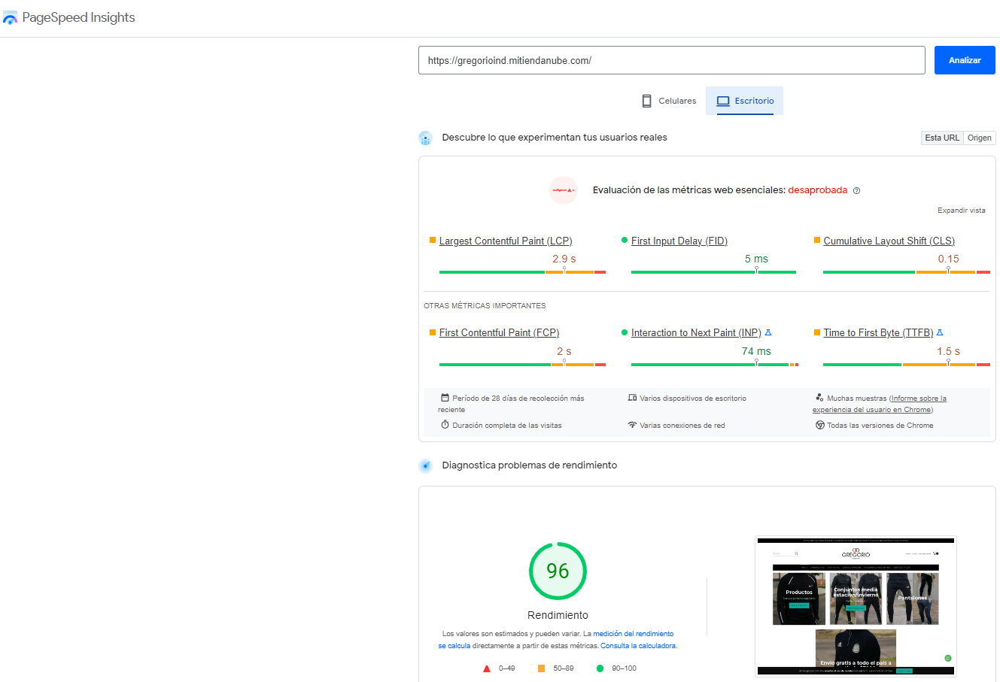 PageSpeed Insights
https://gregorioind.mitiendanube.com/
Analizar
Celulares
Escritorio
Descubre lo que experimentan tus usuarios reales
Esta URL
Origen
Evaluación de las métricas web esenciales: desaprobada
Expandir vista
Largest Contentful Paint (LCP)
2.9 s
First Input Delay (FID)
5 ms
Cumulative Layout Shift (CLS)
0.15
OTRAS MÉTRICAS IMPORTANTES
First Contentful Paint (FCP)
2 s
Interaction to Next Paint (INP)
74 ms
Time to First Byte (TTFB)
1.5 s
Período de 28 días de recolección más
reciente
Varios dispositivos de escritorio
Muchas muestras (Informe sobre la
experiencia del usuario en Chrome)
Duración completa de las visitas
Varias conexiones de red
Todas las versiones de Chrome
Diagnostica problemas de rendimiento
96
Rendimiento
Los valores son estimados y pueden variar. La medición del rendimiento
se calcula directamente a partir de estas métricas. Consulta la calculadora.
0–49
50–89
90–100
GREGORIO
Productos
Conjuntos media
estacion/invierno
Pantalones
Envío gratis a todo el país a